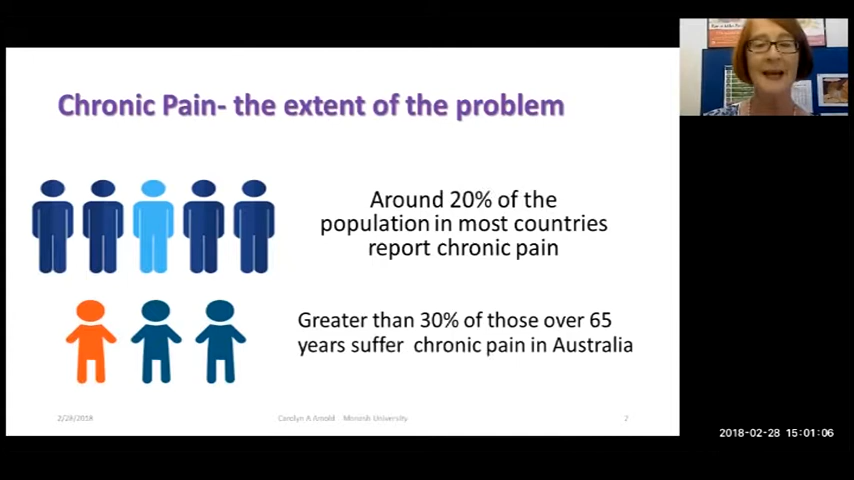 Chronic Pain- the extent of the problem
Around 20% of the
population in most countries
report chronic pain
Greater than 30% of those over 65
years suffer chronic pain in Australia
2/28/2018
Carolyn A Arnold Monash University
2
2018-02-28 15:01:06